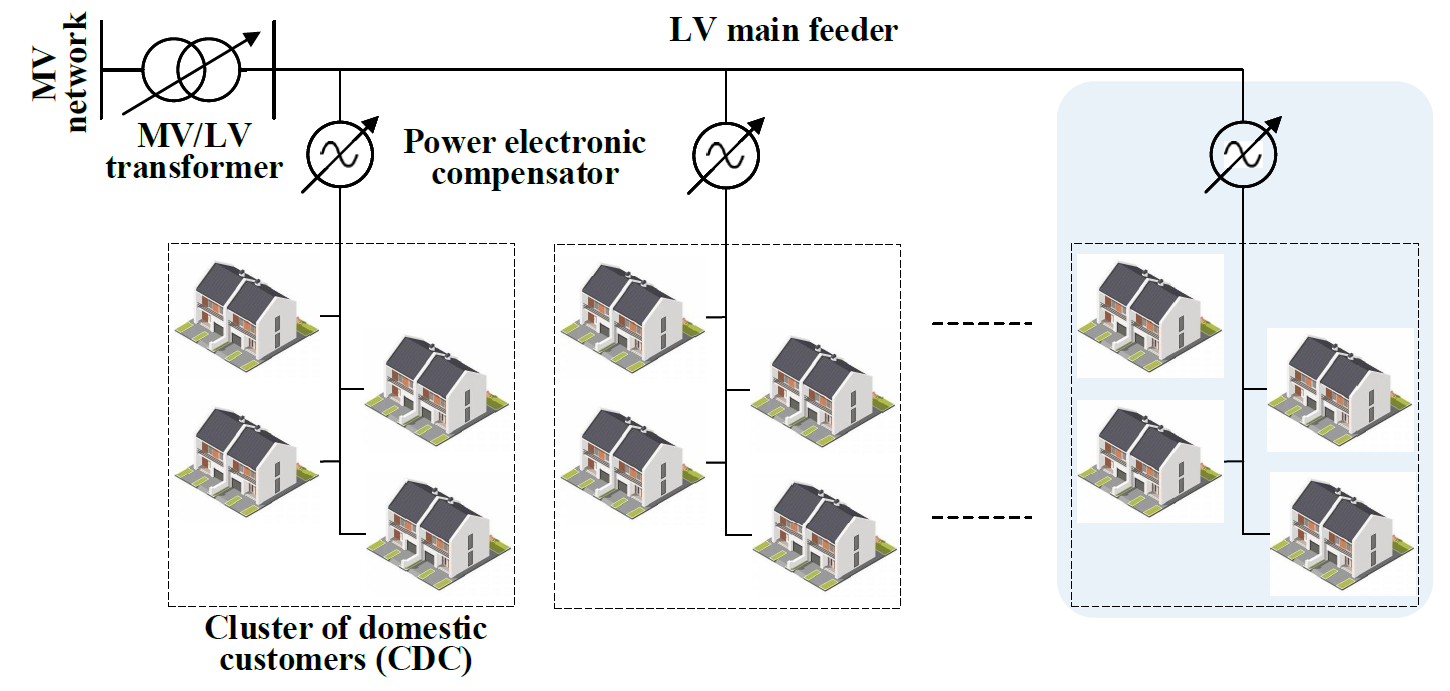 LV main feeder
MV
network
MV/LV
transformer
Power electronic
compensator
Cluster of domestic
customers (CDC)